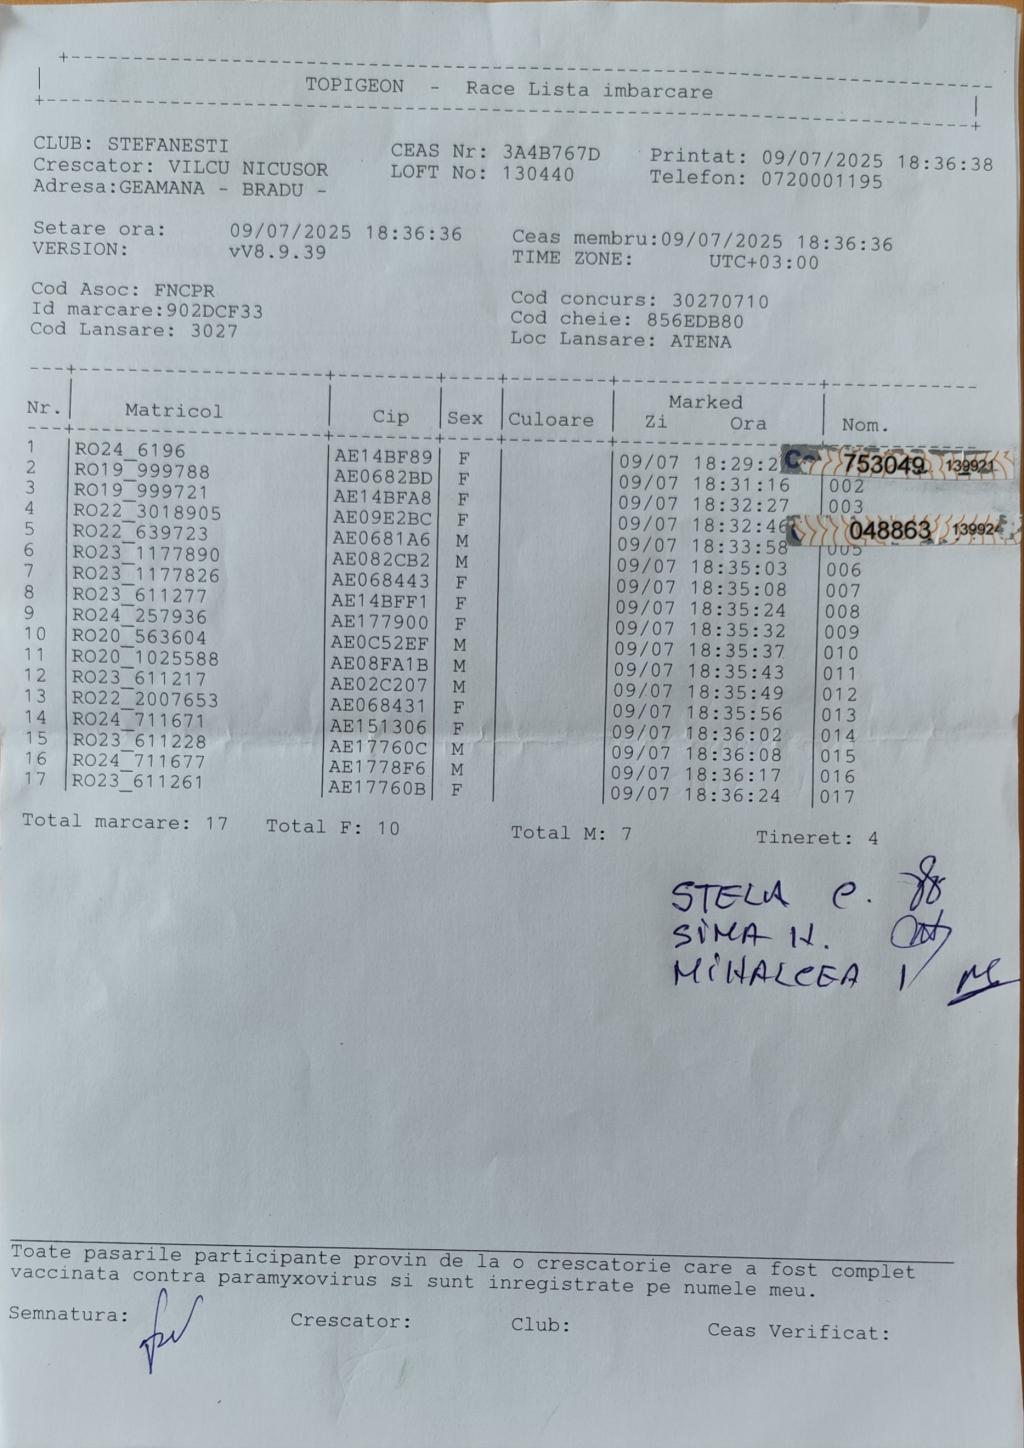 TOPIGEON - Race Lista imbarcare
CLUB: STEFANESTI CEAS Nr: 3A4B767D Printat: 09/07/2025 18:36:38
Crescator: VILCU NICUSOR LOFT No: 130440 Telefon: 0720001195
Adresa:GEAMANA - BRADU -
Setare ora: 09/07/2025 18:36:36 Ceas membru:09/07/2025 18:36:36
VERSION: vV8.9.39 TIME ZONE: UTC+03:00
Cod Asoc: FNCPR Cod concurs: 30270710
Id marcare:902DCF33 Cod cheie: 856EDB80
Cod Lansare: 3027 Loc Lansare: ATENA
Nr. Matricol Cip Sex Culoare Marked Zi Ora Nom.
1 RO24_6196 AE14BF89 F 09/07 18:29:2 753049 139921
2 RO19_999788 AE0682BD F 09/07 18:31:16 002
3 RO19_999721 AE14BFA8 F 09/07 18:32:27 003
4 RO22_3018905 AE09E2BC F 09/07 18:32:46 048863 139924
5 RO22_639723 AE0681A6 M 09/07 18:33:58 005
6 RO23_1177890 AE082CB2 M 09/07 18:35:03 006
7 RO23_1177826 AE068443 F 09/07 18:35:08 007
8 RO23_611277 AE14BFF1 F 09/07 18:35:24 008
9 RO24_257936 AE177900 F 09/07 18:35:32 009
10 RO20_563604 AE0C52EF M 09/07 18:35:37 010
11 RO20_1025588 AE08FA1B M 09/07 18:35:43 011
12 RO23_611217 AE02C207 M 09/07 18:35:49 012
13 RO22_2007653 AE068431 F 09/07 18:35:56 013
14 RO24_711671 AE151306 F 09/07 18:36:02 014
15 RO23_611228 AE17760C M 09/07 18:36:08 015
16 RO24_711677 AE1778F6 M 09/07 18:36:17 016
17 RO23_611261 AE17760B F 09/07 18:36:24 017
Total marcare: 17 Total F: 10 Total M: 7 Tineret: 4
STELA C.
SIMA H.
MIHALCEA I
Toate pasarile participante provin de la o crescatorie care a fost complet
vaccinata contra paramyxovirus si sunt inregistrate pe numele meu.
Semnatura: Crescator: Club: Ceas Verificat: